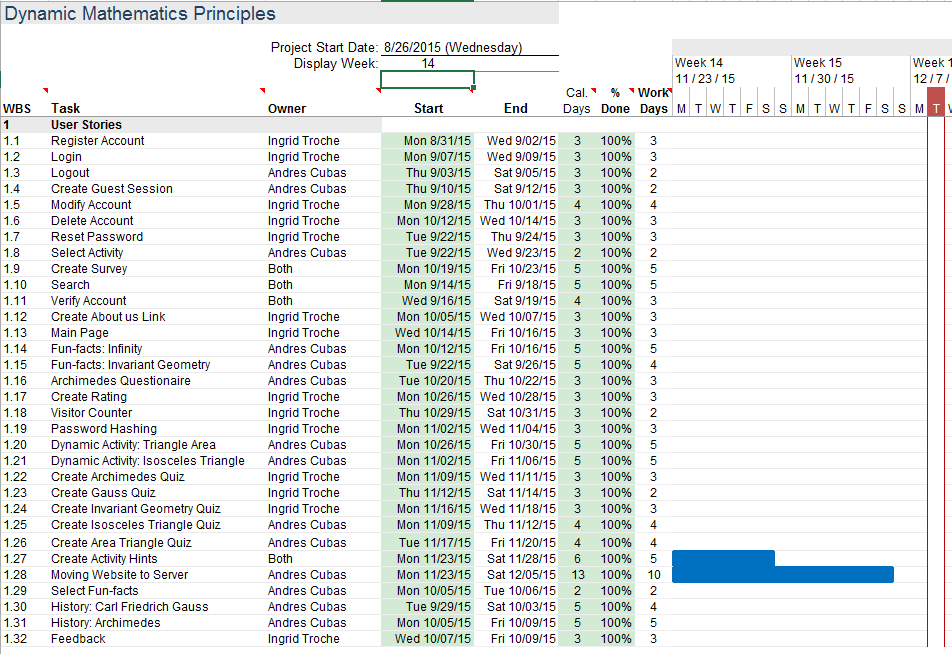 Dynamic Mathematics Principles
Project Start Date: 8/26/2015 (Wednesday)
Display Week: 14
Week 14 Week 15 Week 1
11 / 23 / 15 11 / 30 / 15 12 / 7 /
WBS Task Owner Start End Cal. Days % Done Work Days M T W T F S S M T W T F S S M T W
1 User Stories
1.1 Register Account Ingrid Troche Mon 8/31/15 Wed 9/02/15 3 100% 3
1.2 Login Ingrid Troche Mon 9/07/15 Wed 9/09/15 3 100% 3
1.3 Logout Andres Cubas Thu 9/03/15 Sat 9/05/15 3 100% 2
1.4 Create Guest Session Andres Cubas Thu 9/10/15 Sat 9/12/15 3 100% 2
1.5 Modify Account Ingrid Troche Mon 9/28/15 Thu 10/01/15 4 100% 4
1.6 Delete Account Ingrid Troche Mon 10/12/15 Wed 10/14/15 3 100% 3
1.7 Reset Password Ingrid Troche Tue 9/22/15 Thu 9/24/15 3 100% 3
1.8 Select Activity Andres Cubas Tue 9/22/15 Wed 9/23/15 2 100% 2
1.9 Create Survey Both Mon 10/19/15 Fri 10/23/15 5 100% 5
1.10 Search Both Mon 9/14/15 Fri 9/18/15 5 100% 5
1.11 Verify Account Both Wed 9/16/15 Sat 9/19/15 4 100% 3
1.12 Create About us Link Ingrid Troche Mon 10/05/15 Wed 10/07/15 3 100% 3
1.13 Main Page Ingrid Troche Wed 10/14/15 Fri 10/16/15 3 100% 3
1.14 Fun-facts: Infinity Andres Cubas Mon 10/12/15 Fri 10/16/15 5 100% 5
1.15 Fun-facts: Invariant Geometry Andres Cubas Tue 9/22/15 Sat 9/26/15 5 100% 4
1.16 Archimedes Questionaire Andres Cubas Tue 10/20/15 Thu 10/22/15 3 100% 3
1.17 Create Rating Ingrid Troche Mon 10/26/15 Wed 10/28/15 3 100% 3
1.18 Visitor Counter Ingrid Troche Thu 10/29/15 Sat 10/31/15 3 100% 2
1.19 Password Hashing Ingrid Troche Mon 11/02/15 Wed 11/04/15 3 100% 3
1.20 Dynamic Activity: Triangle Area Andres Cubas Mon 10/26/15 Fri 10/30/15 5 100% 5
1.21 Dynamic Activity: Isosceles Triangle Andres Cubas Mon 11/02/15 Fri 11/06/15 5 100% 5
1.22 Create Archimedes Quiz Ingrid Troche Mon 11/09/15 Wed 11/11/15 3 100% 3
1.23 Create Gauss Quiz Ingrid Troche Thu 11/12/15 Sat 11/14/15 3 100% 2
1.24 Create Invariant Geometry Quiz Ingrid Troche Mon 11/16/15 Wed 11/18/15 3 100% 3
1.25 Create Isosceles Triangle Quiz Andres Cubas Mon 11/09/15 Thu 11/12/15 4 100% 4
1.26 Create Area Triangle Quiz Andres Cubas Tue 11/17/15 Fri 11/20/15 4 100% 4
1.27 Create Activity Hints Both Mon 11/23/15 Sat 11/28/15 6 100% 5
1.28 Moving Website to Server Andres Cubas Mon 11/23/15 Sat 12/05/15 13 100% 10
1.29 Select Fun-facts Andres Cubas Mon 10/05/15 Tue 10/06/15 2 100% 2
1.30 History: Carl Friedrich Gauss Andres Cubas Tue 9/29/15 Sat 10/03/15 5 100% 4
1.31 History: Archimedes Andres Cubas Mon 10/05/15 Fri 10/09/15 5 100% 5
1.32 Feedback Ingrid Troche Wed 10/07/15 Fri 10/09/15 3 100% 3